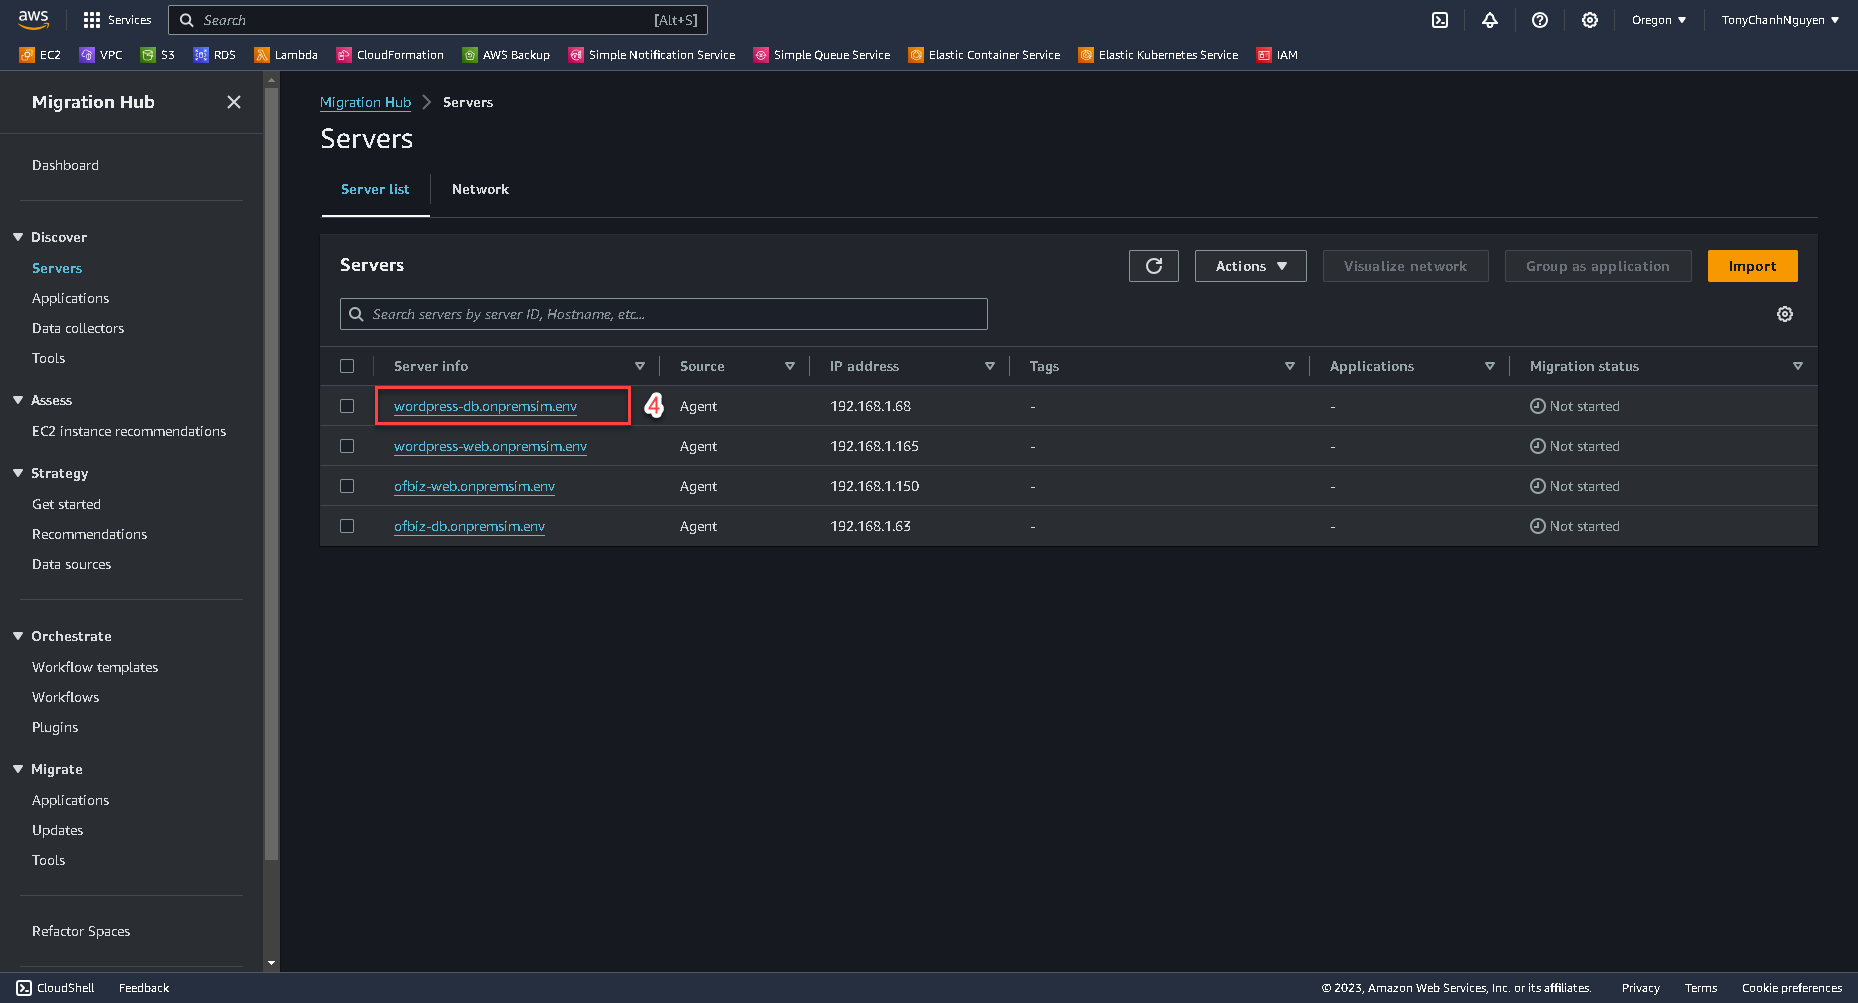 aws Services Search [Alt+S] Oregon TonyChanhNguyen
EC2 VPC S3 RDS Lambda CloudFormation AWS Backup Simple Notification Service Simple Queue Service Elastic Container Service Elastic Kubernetes Service IAM
Migration Hub
Dashboard
Discover
Servers
Applications
Data collectors
Tools
Assess
EC2 instance recommendations
Strategy
Get started
Recommendations
Data sources
Orchestrate
Workflow templates
Workflows
Plugins
Migrate
Applications
Updates
Tools
Refactor Spaces
Migration Hub Servers
Servers
Server list Network
Servers Actions Visualize network Group as application Import
Search servers by server ID, Hostname, etc...
Server info Source IP address Tags Applications Migration status
wordpress-db.onpremsim.env 4 Agent 192.168.1.68 - - Not started
wordpress-web.onpremsim.env Agent 192.168.1.165 - - Not started
ofbiz-web.onpremsim.env Agent 192.168.1.150 - - Not started
ofbiz-db.onpremsim.env Agent 192.168.1.63 - - Not started
CloudShell Feedback © 2023, Amazon Web Services, Inc. or its affiliates. Privacy Terms Cookie preferences